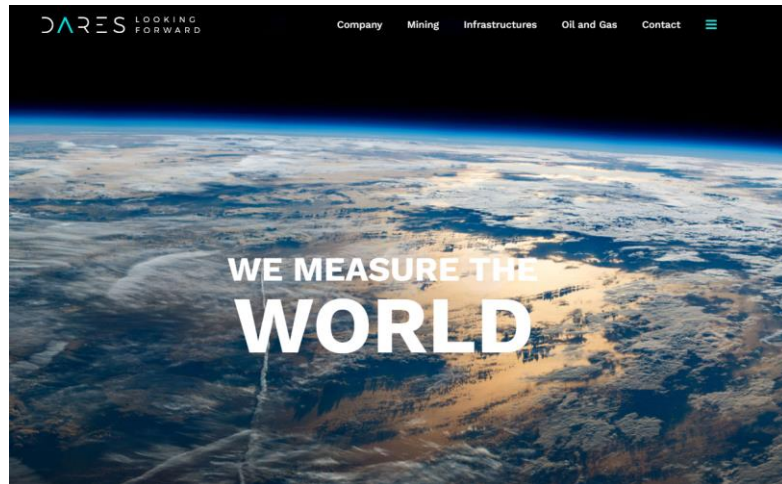 DARES LOOKING FORWARD
Company Mining Infrastructures Oil and Gas Contact
WE MEASURE THE
WORLD